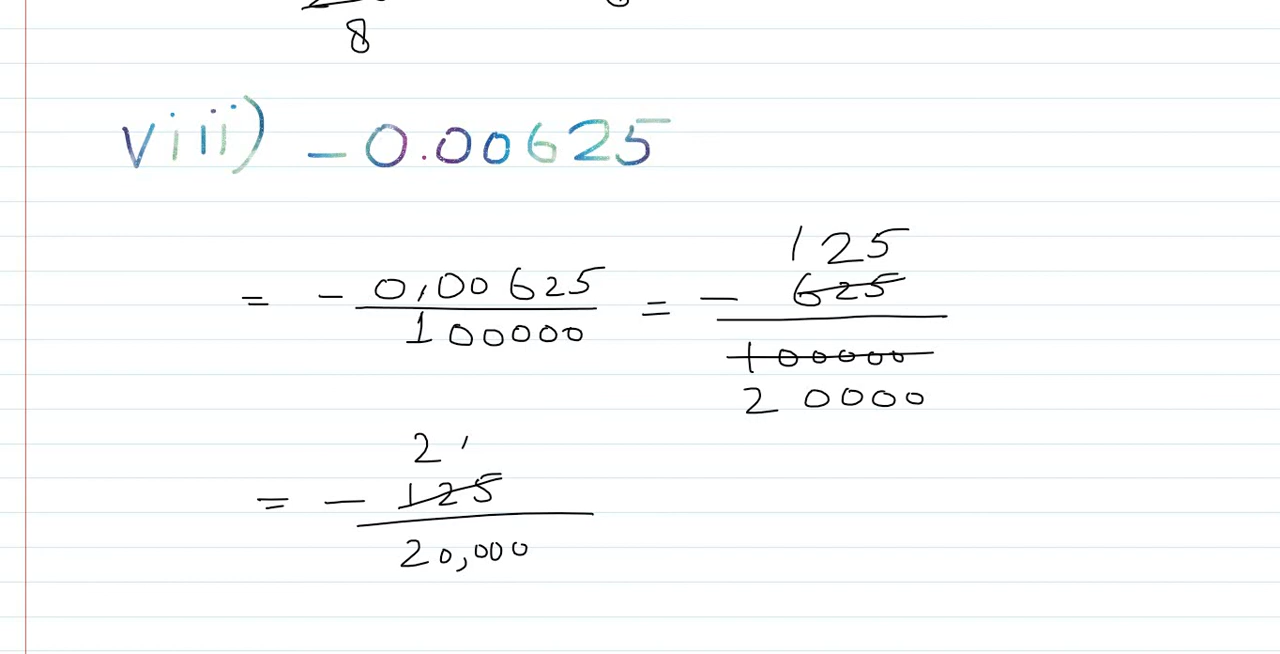 8
viii) -0.00625
= - 0,00625 / 100000 = - 625 / 100000
125
20000
= - 125 / 20,000
2